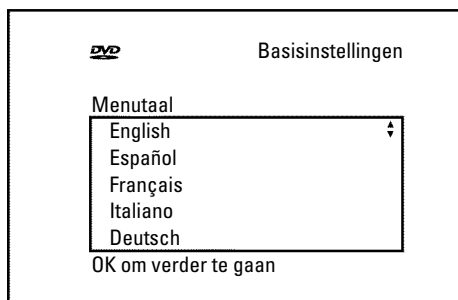 DVD
Basisinstellingen
Menutaal
English
Español
Français
Italiano
Deutsch
OK om verder te gaan